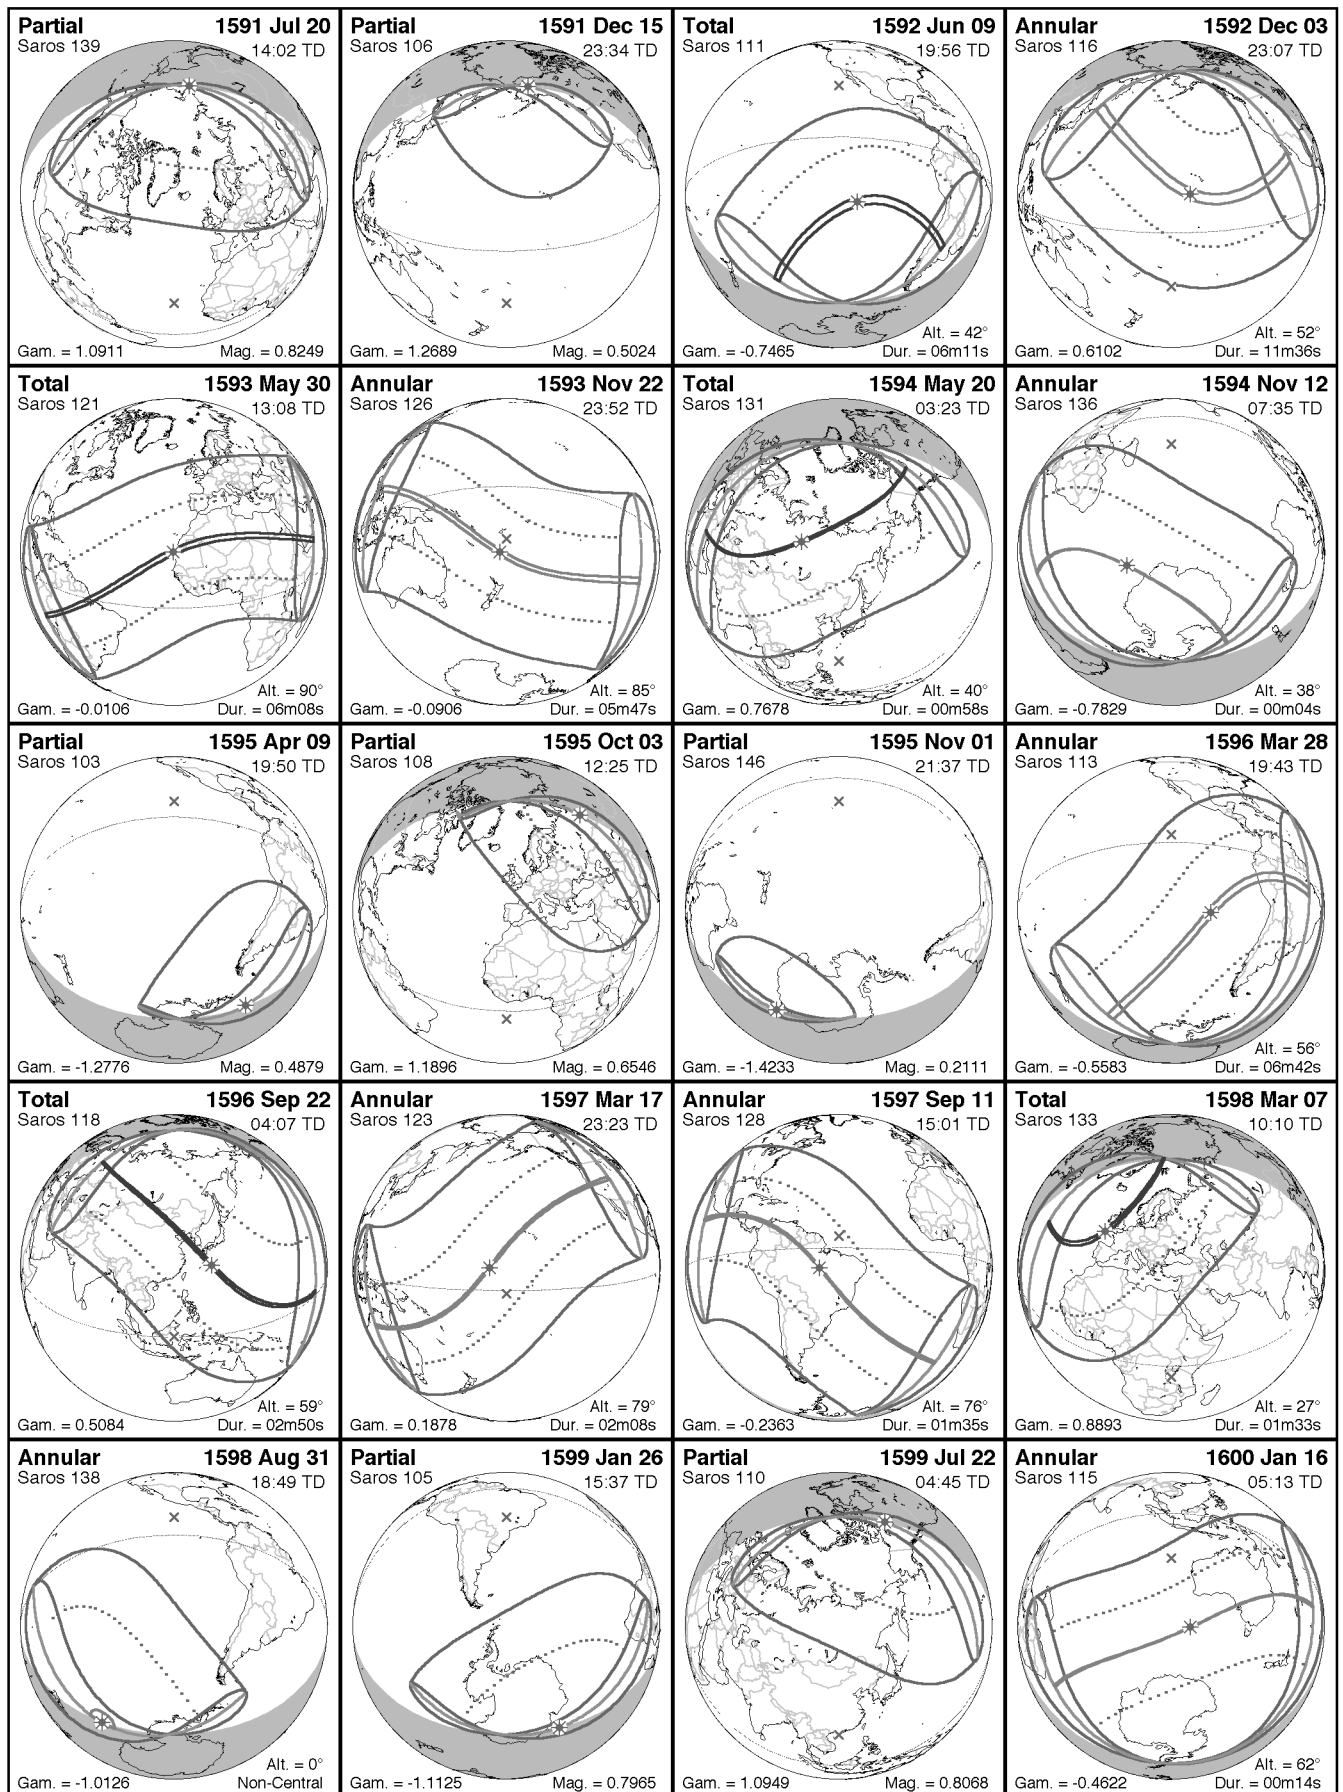 Partial 1591 Jul 20
Saros 139 14:02 TD
Gam. = 1.0911 Mag. = 0.8249
Partial 1591 Dec 15
Saros 106 23:34 TD
Gam. = 1.2689 Mag. = 0.5024
Total 1592 Jun 09
Saros 111 19:56 TD
Alt. = 42°
Gam. = -0.7465 Dur. = 06m11s
Annular 1592 Dec 03
Saros 116 23:07 TD
Alt. = 52°
Gam. = 0.6102 Dur. = 11m36s
Total 1593 May 30
Saros 121 13:08 TD
Alt. = 90°
Gam. = -0.0106 Dur. = 06m08s
Annular 1593 Nov 22
Saros 126 23:52 TD
Alt. = 85°
Gam. = -0.0906 Dur. = 05m47s
Total 1594 May 20
Saros 131 03:23 TD
Alt. = 40°
Gam. = 0.7678 Dur. = 00m58s
Annular 1594 Nov 12
Saros 136 07:35 TD
Alt. = 38°
Gam. = -0.7829 Dur. = 00m04s
Partial 1595 Apr 09
Saros 103 19:50 TD
Gam. = -1.2776 Mag. = 0.4879
Partial 1595 Oct 03
Saros 108 12:25 TD
Gam. = 1.1896 Mag. = 0.6546
Partial 1595 Nov 01
Saros 146 21:37 TD
Gam. = -1.4233 Mag. = 0.2111
Annular 1596 Mar 28
Saros 113 19:43 TD
Alt. = 56°
Gam. = -0.5583 Dur. = 06m42s
Total 1596 Sep 22
Saros 118 04:07 TD
Alt. = 59°
Gam. = 0.5084 Dur. = 02m50s
Annular 1597 Mar 17
Saros 123 23:23 TD
Alt. = 79°
Gam. = 0.1878 Dur. = 02m08s
Annular 1597 Sep 11
Saros 128 15:01 TD
Alt. = 76°
Gam. = -0.2363 Dur. = 01m35s
Total 1598 Mar 07
Saros 133 10:10 TD
Alt. = 27°
Gam. = 0.8893 Dur. = 01m33s
Annular 1598 Aug 31
Saros 138 18:49 TD
Alt. = 0°
Gam. = -1.0126 Non-Central
Partial 1599 Jan 26
Saros 105 15:37 TD
Gam. = -1.1125 Mag. = 0.7965
Partial 1599 Jul 22
Saros 110 04:45 TD
Gam. = 1.0949 Mag. = 0.8068
Annular 1600 Jan 16
Saros 115 05:13 TD
Alt. = 62°
Gam. = -0.4622 Dur. = 00m14s